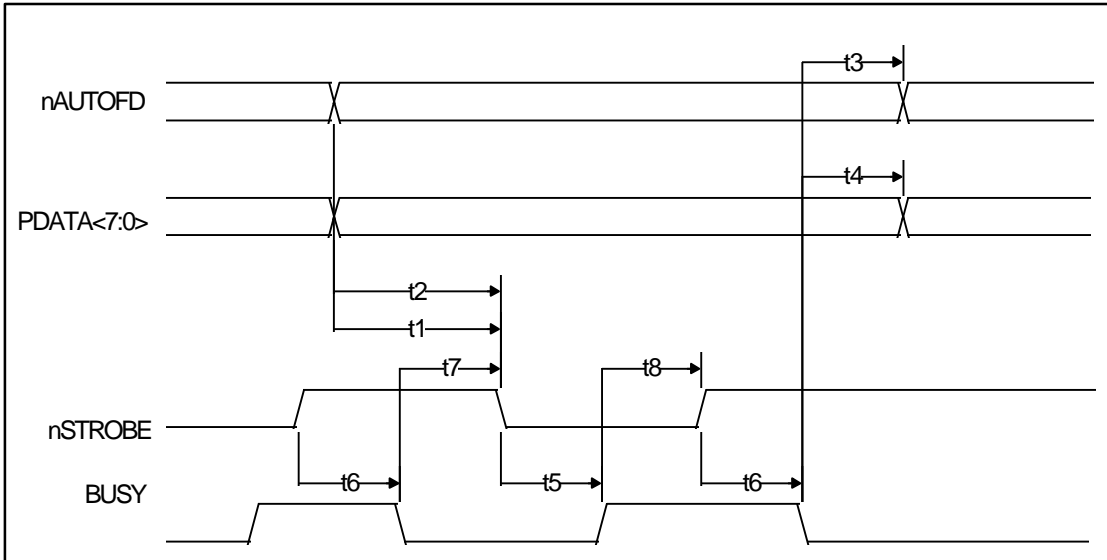 t3
nAUTOFD
t4
PDATA<7:0>
t2
t1
t7
t8
nSTROBE
t6
t5
t6
BUSY